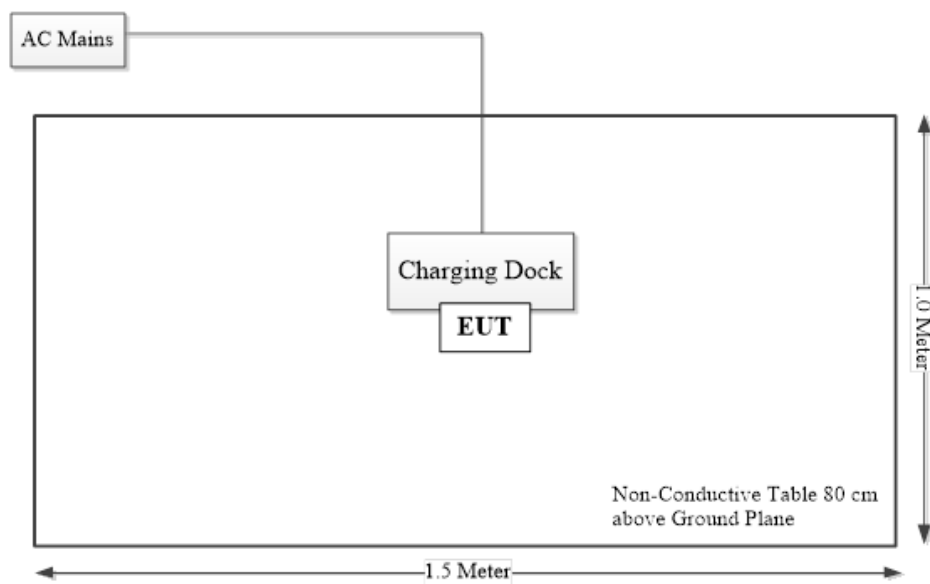 AC Mains
Charging Dock
EUT
1.0 Meter
Non-Conductive Table 80 cm
above Ground Plane
1.5 Meter